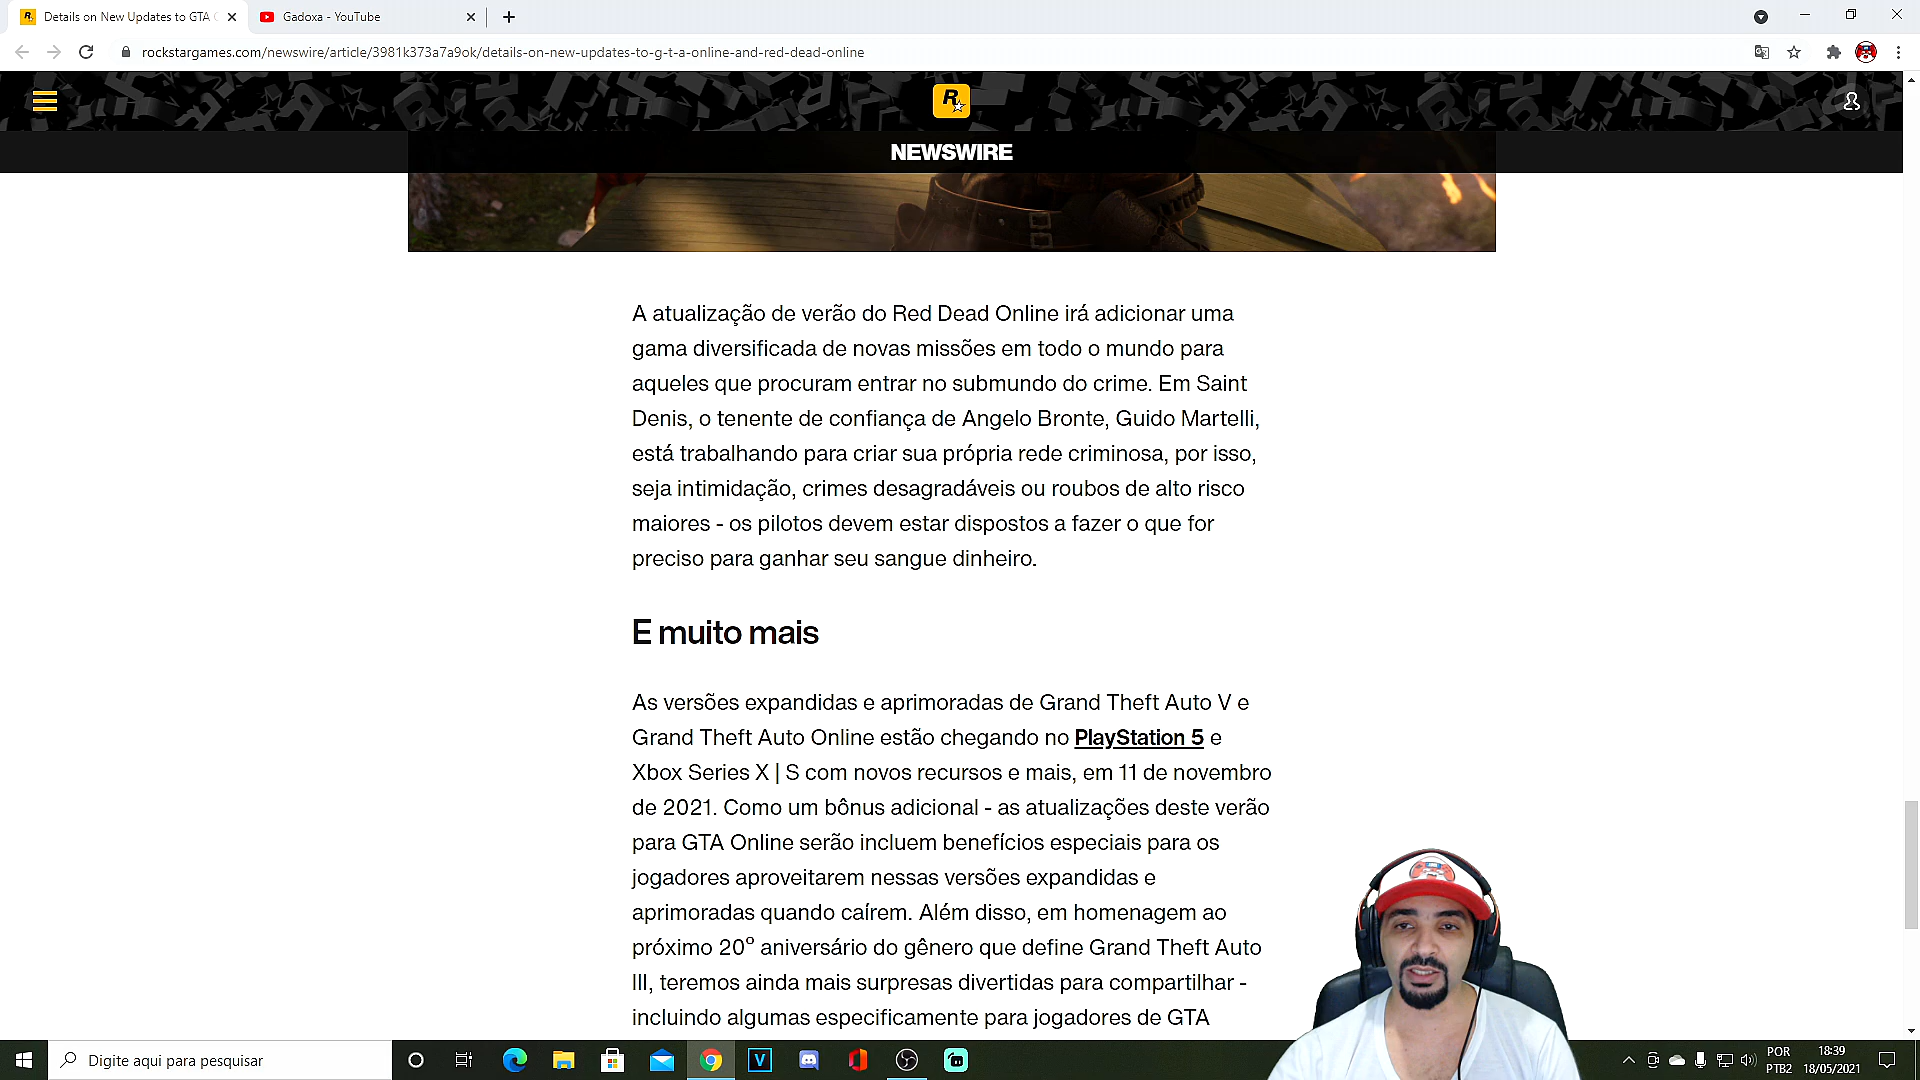 Details on New Updates to GTA O
Gadoxa - YouTube
rockstargames.com/newswire/article/3981k373a7a9ok/details-on-new-updates-to-g-t-a-online-and-red-dead-online
R
NEWSWIRE
A atualização de verão do Red Dead Online irá adicionar uma
gama diversificada de novas missões em todo o mundo para
aqueles que procuram entrar no submundo do crime. Em Saint
Denis, o tenente de confiança de Angelo Bronte, Guido Martelli,
está trabalhando para criar sua própria rede criminosa, por isso,
seja intimidação, crimes desagradáveis ou roubos de alto risco
maiores - os pilotos devem estar dispostos a fazer o que for
preciso para ganhar seu sangue dinheiro.
E muito mais
As versões expandidas e aprimoradas de Grand Theft Auto V e
Grand Theft Auto Online estão chegando no PlayStation 5 e
Xbox Series X | S com novos recursos e mais, em 11 de novembro
de 2021. Como um bônus adicional - as atualizações deste verão
para GTA Online serão incluem benefícios especiais para os
jogadores aproveitarem nessas versões expandidas e
aprimoradas quando caírem. Além disso, em homenagem ao
próximo 20º aniversário do gênero que define Grand Theft Auto
III, teremos ainda mais surpresas divertidas para compartilhar -
incluindo algumas especificamente para jogadores de GTA
Digite aqui para pesquisar
V
POR
PTB2
18:39
18/05/2021